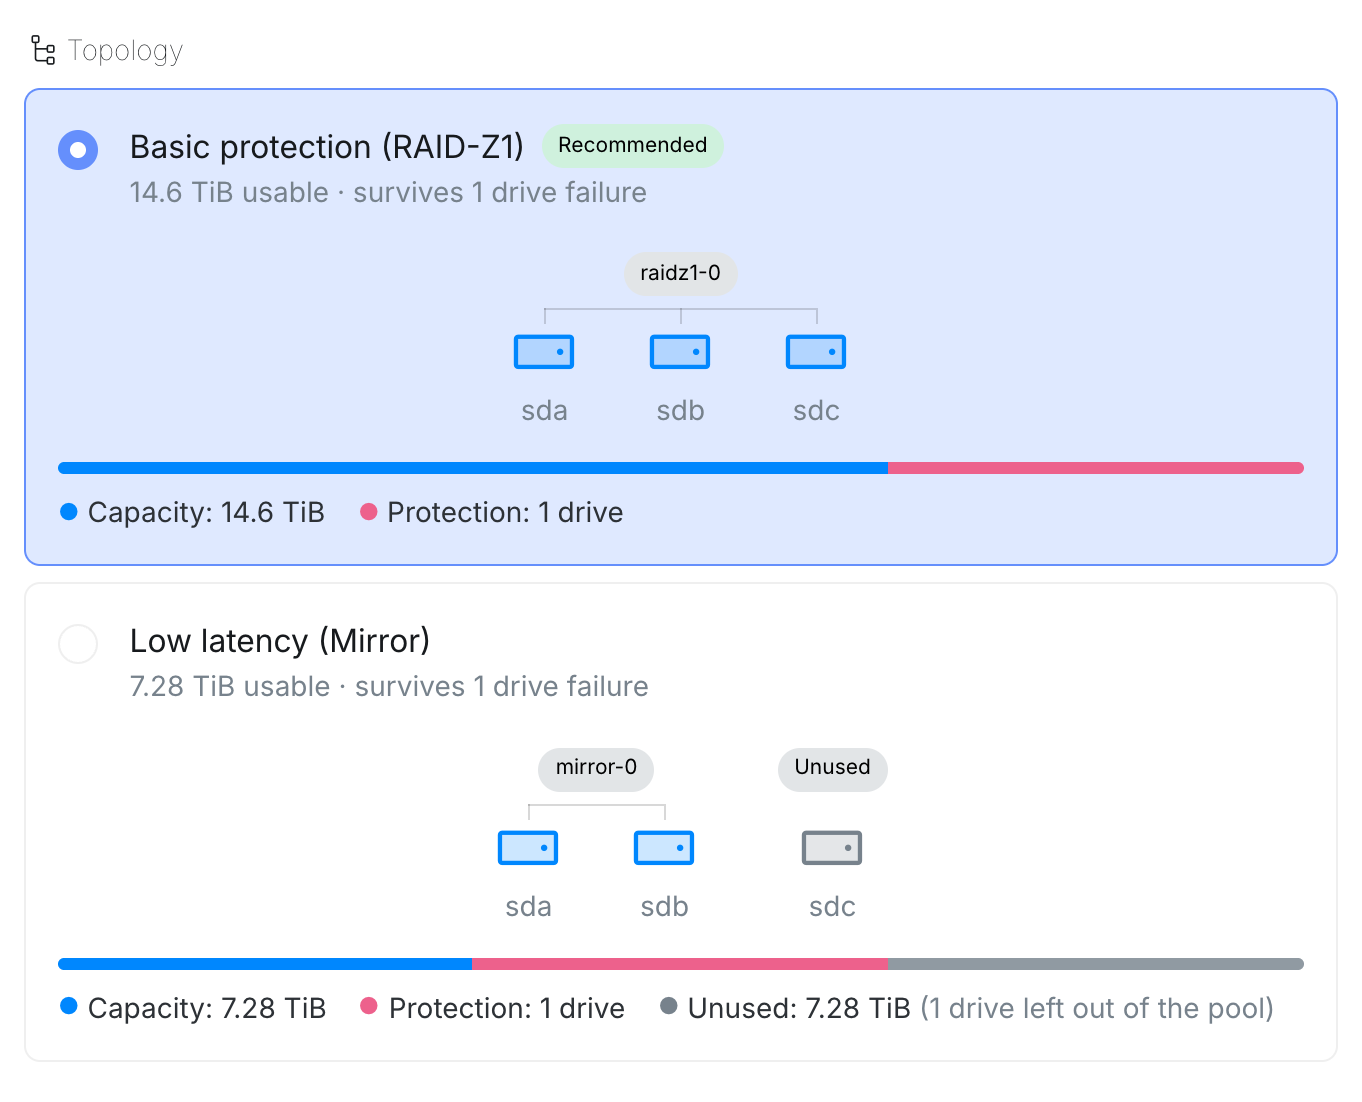 Topology
Basic protection (RAID-Z1) Recommended
14.6 TiB usable · survives 1 drive failure
raidz1-0
sda sdb sdc
Capacity: 14.6 TiB Protection: 1 drive
Low latency (Mirror)
7.28 TiB usable · survives 1 drive failure
mirror-0 Unused
sda sdb sdc
Capacity: 7.28 TiB Protection: 1 drive Unused: 7.28 TiB (1 drive left out of the pool)